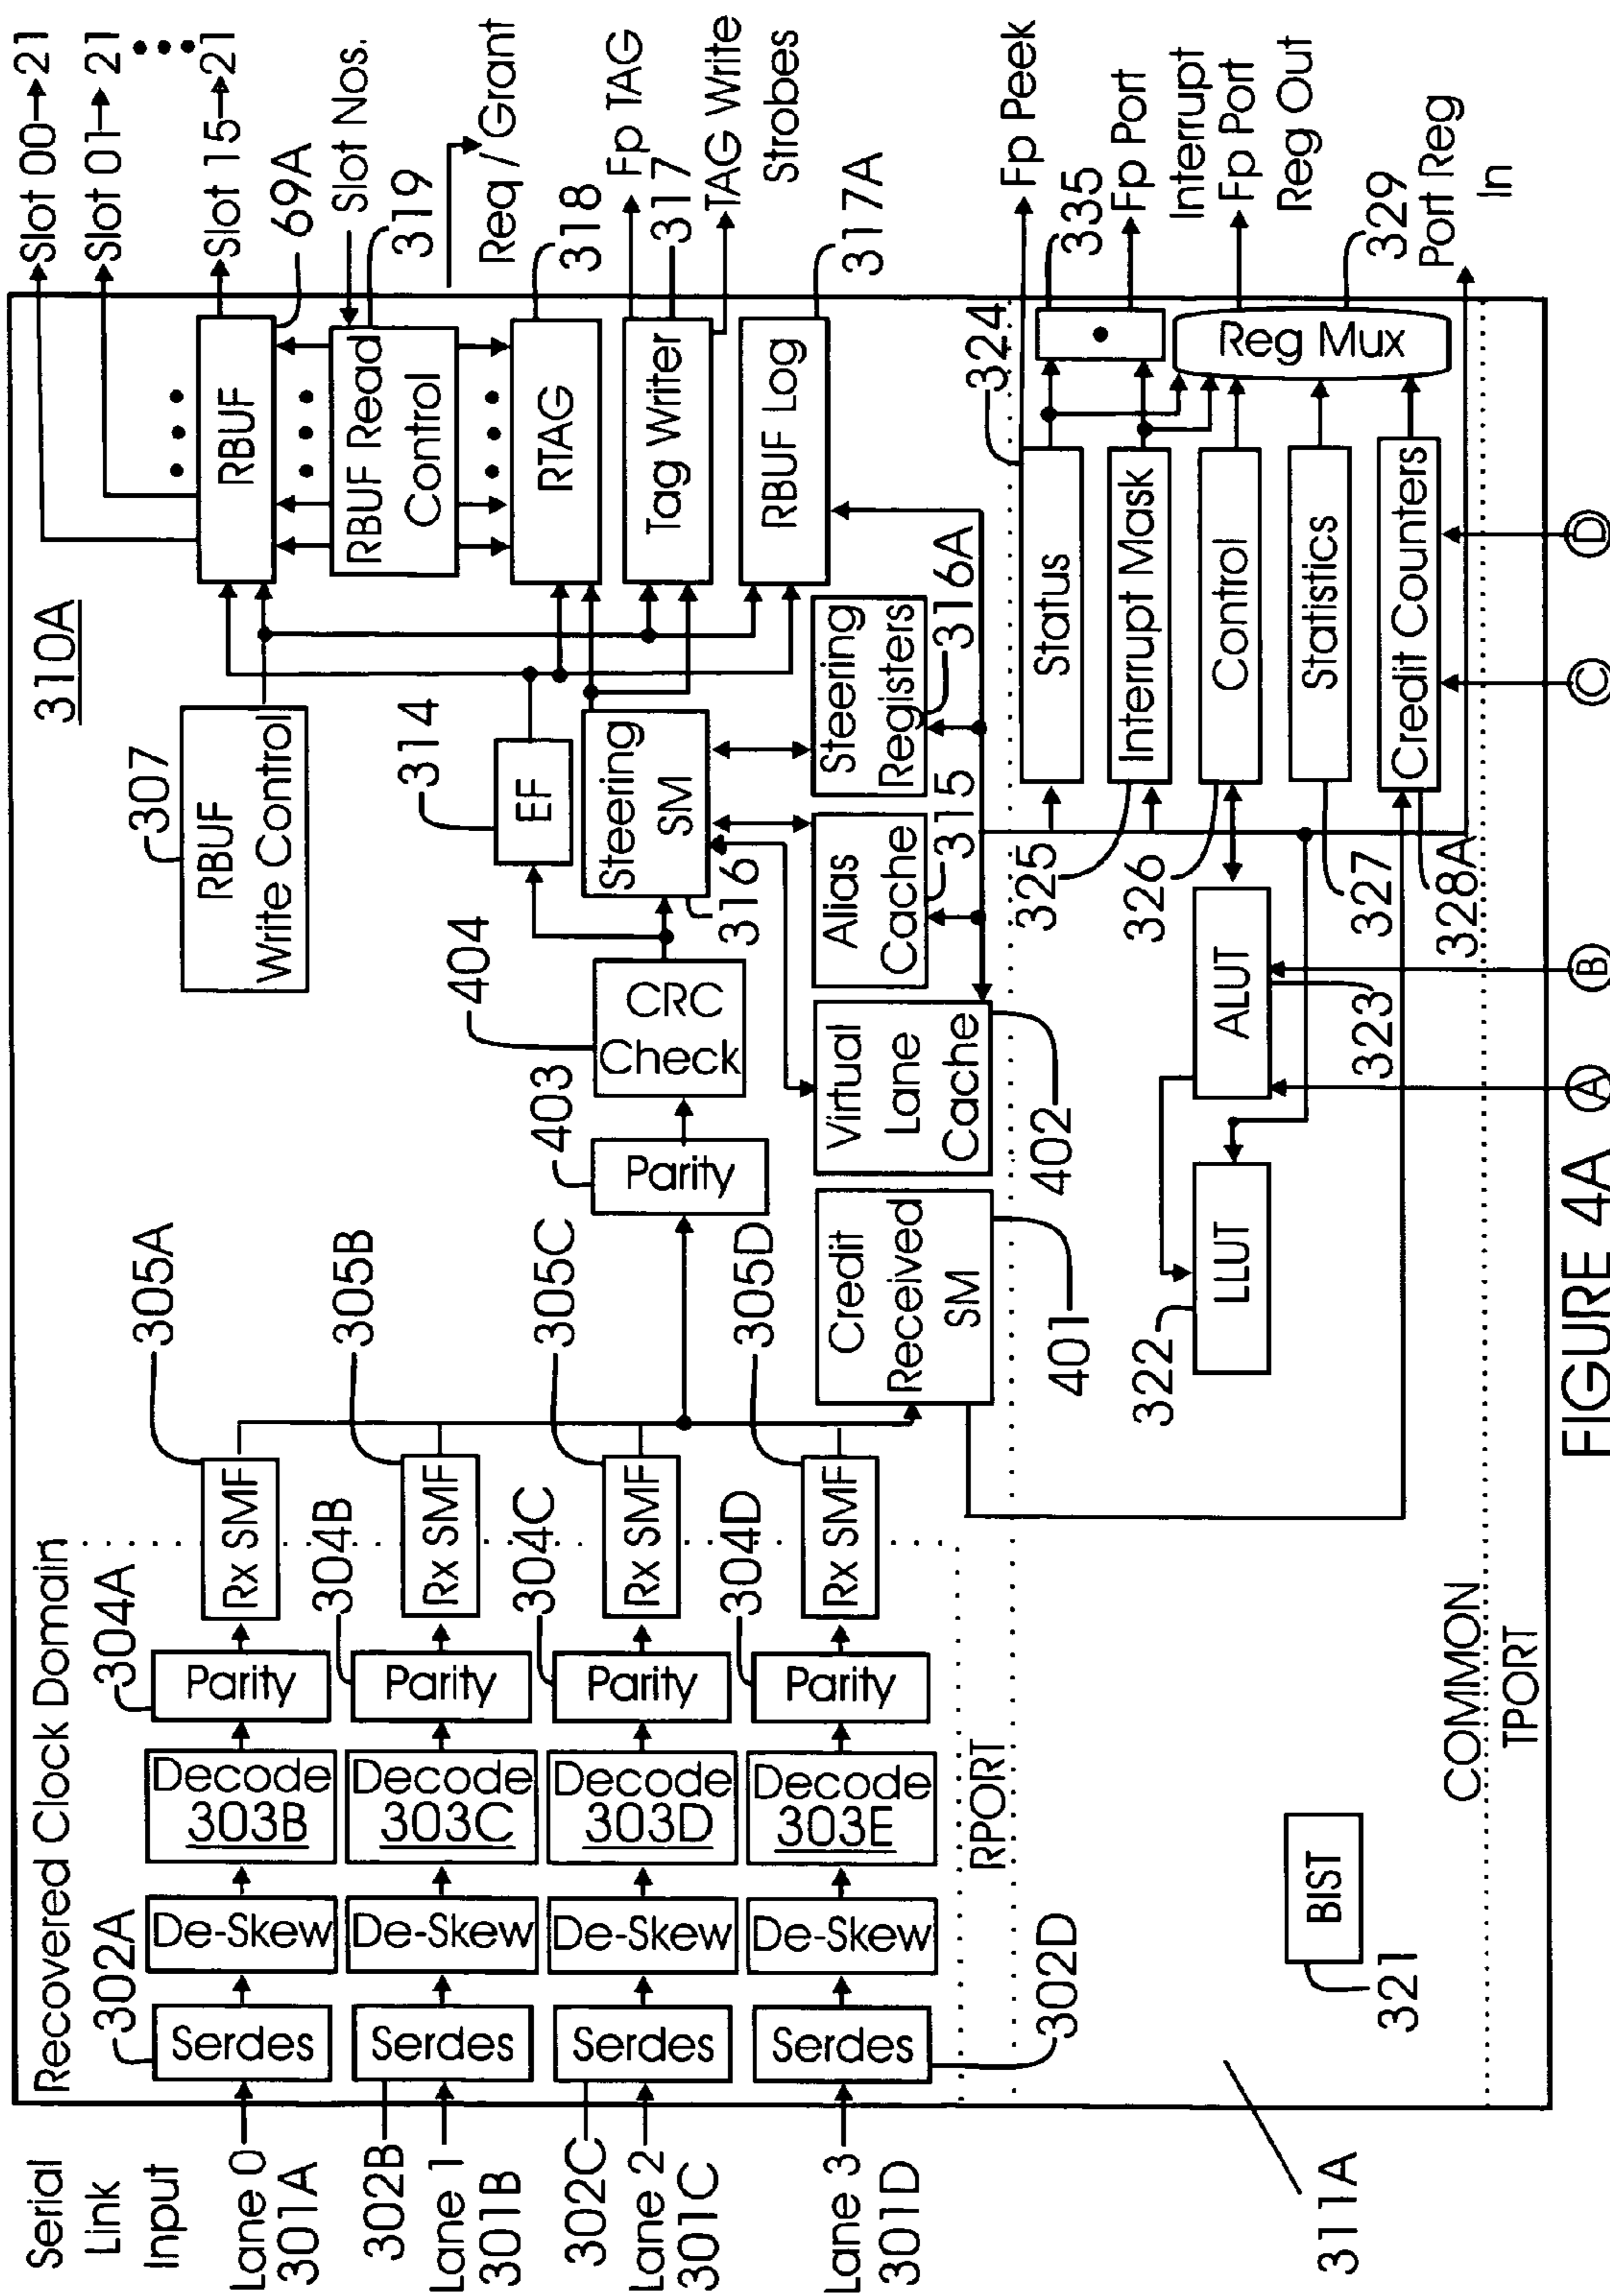 310A
Recovered Clock Domain
Serial
Link
Input
Lane 0
301A
302B
Lane 1
301B
302C
Lane 2
301C
Lane 3
301D
302A
Serdes
De-Skew
Decode
303B
304A
Parity
Rx SMF
305A
Serdes
De-Skew
Decode
303C
304B
Parity
Rx SMF
305B
Serdes
De-Skew
Decode
303D
304C
Parity
Rx SMF
305C
302D
Serdes
De-Skew
Decode
303E
304D
Parity
Rx SMF
305D
403
Parity
404
CRC
Check
307
RBUF
Write Control
314
EF
Steering
SM
316
Credit
Received
SM
401
Virtual
Lane
Cache
402
Alias
Cache
315
Steering
Registers
316A
RBUF
69A
RBUF Read
Control
319
RTAG
318
Tag Writer
317
RBUF Log
317A
Slot 00→21
Slot 01→21
Slot 15→21
Slot Nos.
Req / Grant
Fp TAG
TAG Write
Strobes
Fp Peek
335
Fp Port
Interrupt
Fp Port
Reg Out
329
Port Reg
In
RPORT
324
Status
325
Interrupt Mask
326
Control
327
Statistics
328A
Credit Counters
Reg Mux
322
LLUT
323
ALUT
321
BIST
COMMON
TPORT
311A
A
B
C
D
FIGURE 4A